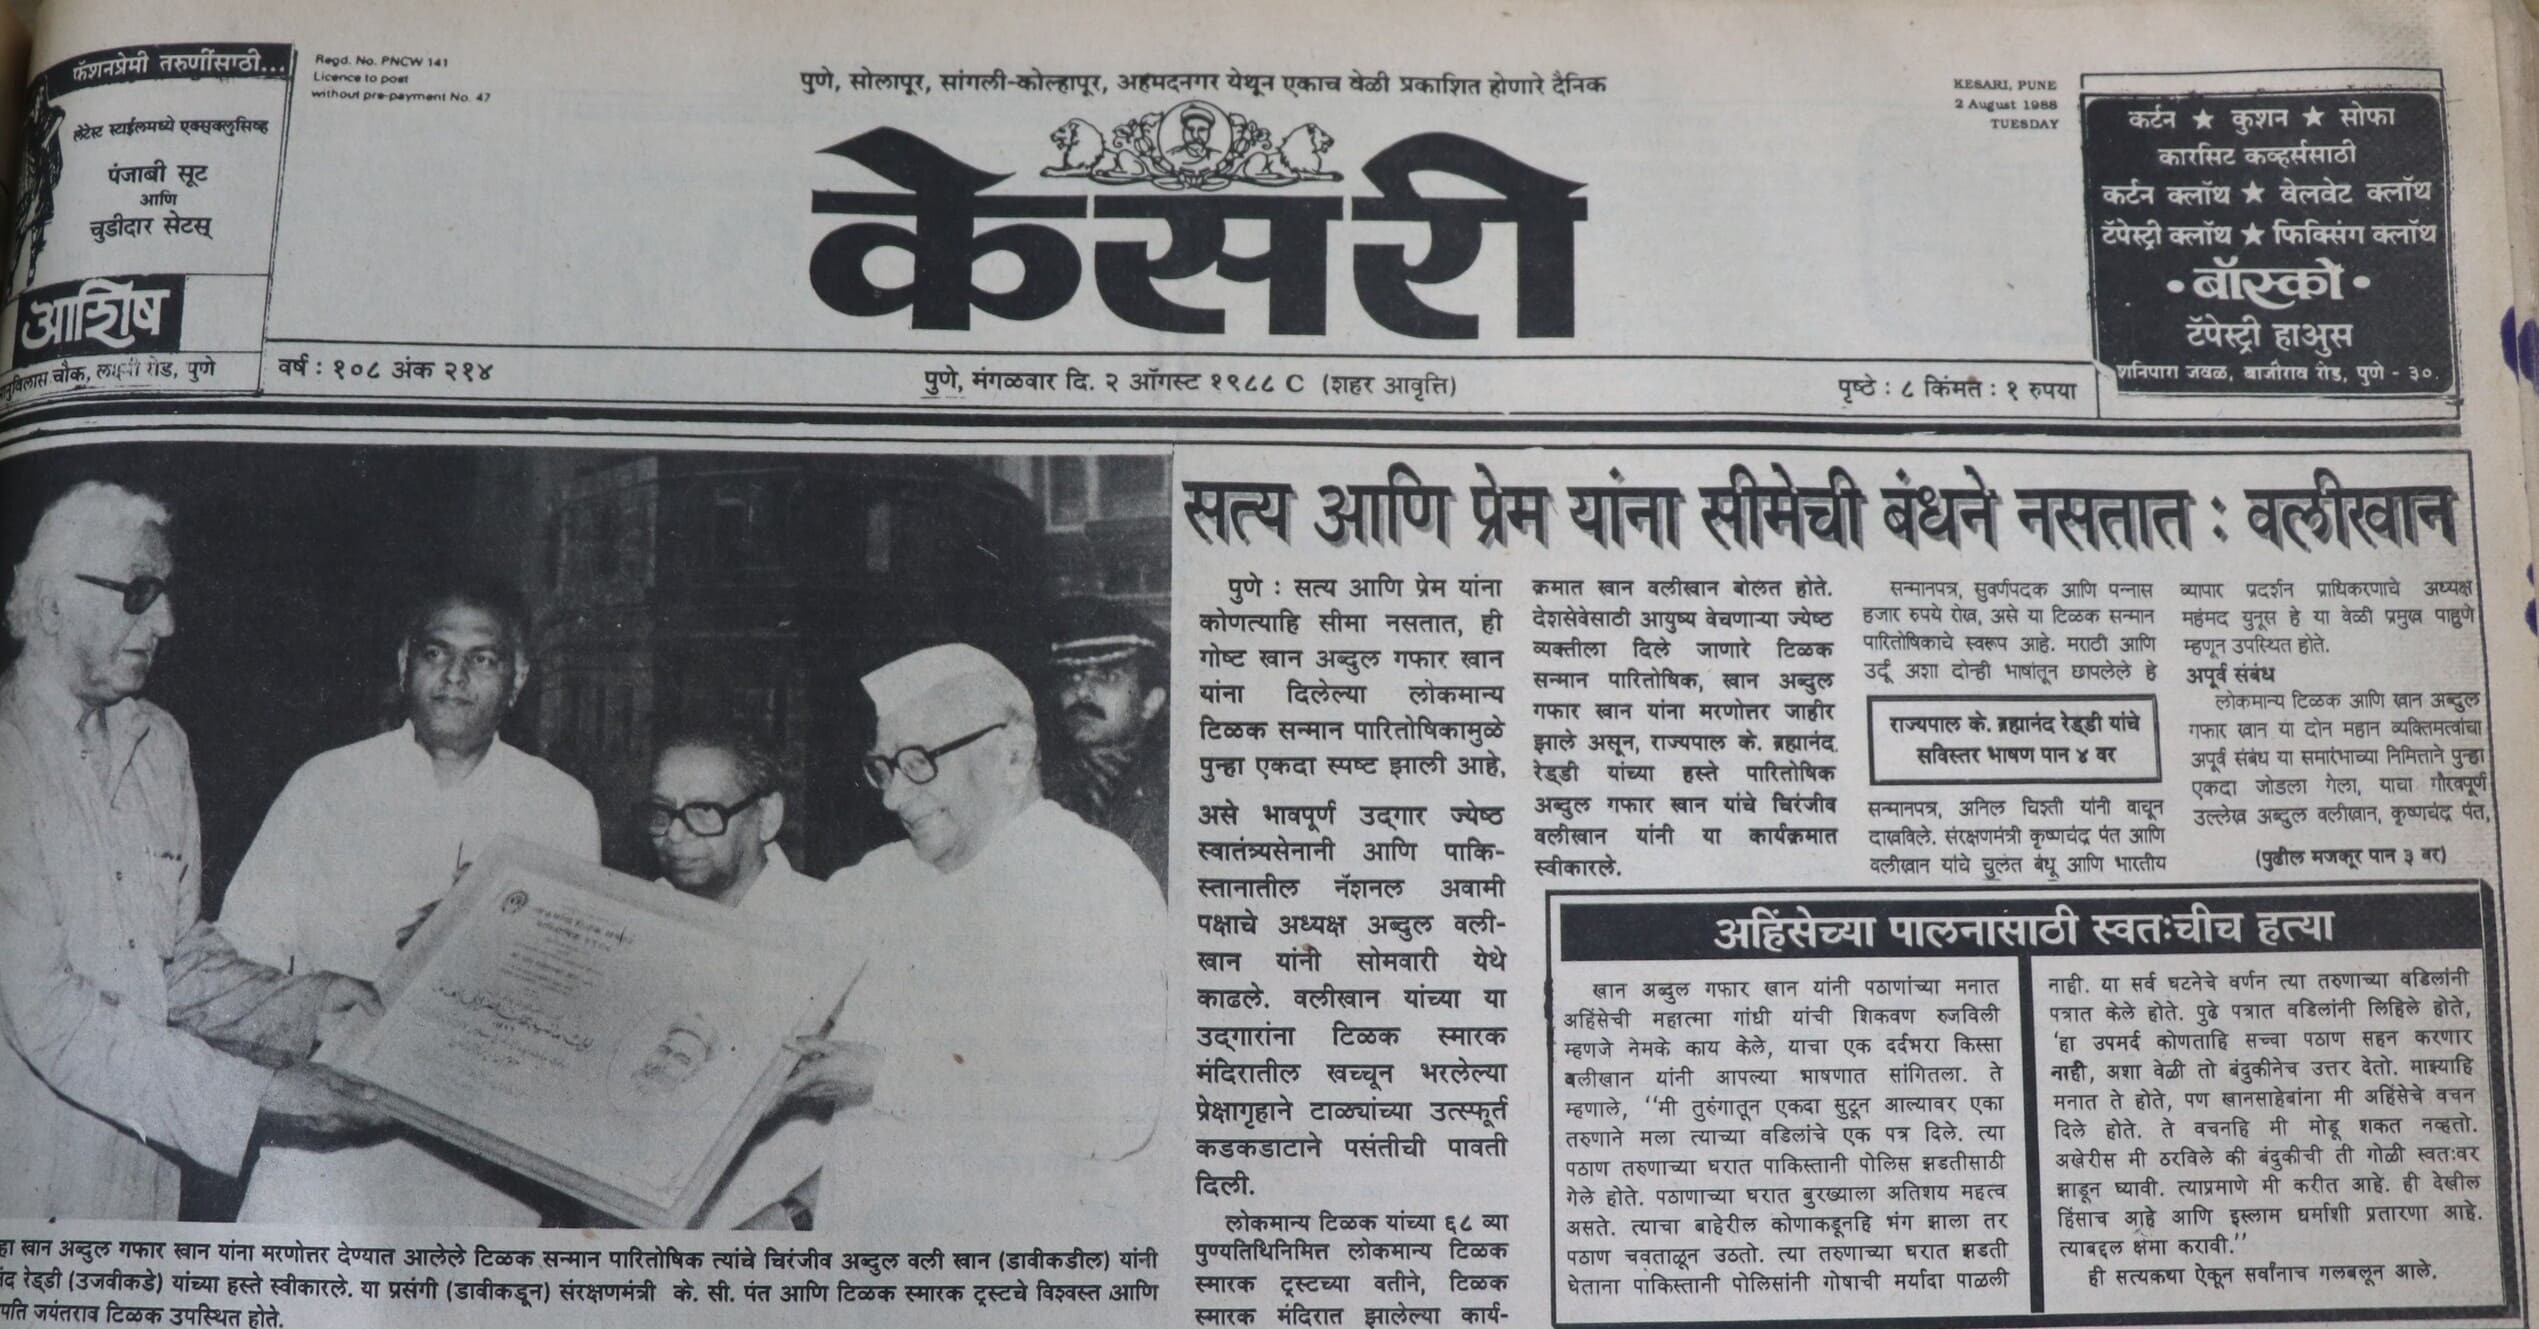 फॅशनप्रेमी तरुणींसाठी...
लेटेस्ट स्टाईलमध्ये एक्सक्लुसिव्ह
पंजाबी सूट
आणि
चुडीदार सेटस्
आशिष
चौक, लक्ष्मी रोड, पुणे
Regd. No. PNCW 141
Licence to post
without pre-payment No. 47
पुणे, सोलापूर, सांगली-कोल्हापूर, अहमदनगर येथून एकाच वेळी प्रकाशित होणारे दैनिक
केसरी
KESARI, PUNE
2 August 1988
TUESDAY
कर्टन ★ कुशन ★ सोफा
कारसिट कव्हर्ससाठी
कर्टन क्लॉथ ★ वेलवेट क्लॉथ
टॅपेस्ट्री क्लॉथ ★ फिक्सिंग क्लॉथ
• बॉस्को •
टॅपेस्ट्री हाअुस
शनिपारा जवळ, बाजीराव रोड, पुणे - ३०.
वर्ष : १०८ अंक २१४
पुणे, मंगळवार दि. २ ऑगस्ट १९८८ C (शहर आवृत्ति)
पृष्ठे : ८ किंमत : १ रुपया
सत्य आणि प्रेम यांना सीमेची बंधने नसतात : वलीखान
पुणे : सत्य आणि प्रेम यांना
कोणत्याहि सीमा नसतात, ही
गोष्ट खान अब्दुल गफार खान
यांना दिलेल्या लोकमान्य
टिळक सन्मान पारितोषिकामुळे
पुन्हा एकदा स्पष्ट झाली आहे,
असे भावपूर्ण उद्‌गार ज्येष्ठ
स्वातंत्र्यसेनानी आणि पाकि-
स्तानातील नॅशनल अवामी
पक्षाचे अध्यक्ष अब्दुल वली-
खान यांनी सोमवारी येथे
काढले. वलीखान यांच्या या
उद्‌गारांना टिळक स्मारक
मंदिरातील खच्चून भरलेल्या
प्रेक्षागृहाने टाळ्यांच्या उत्स्फूर्त
कडकडाटाने पसंतीची पावती
दिली.
लोकमान्य टिळक यांच्या ६८ व्या
पुण्यतिथिनिमित्त लोकमान्य टिळक
स्मारक ट्रस्टच्या वतीने, टिळक
स्मारक मंदिरात झालेल्या कार्य-
क्रमात खान वलीखान बोलत होते.
देशसेवेसाठी आयुष्य वेचणाऱ्या ज्येष्ठ
व्यक्तीला दिले जाणारे टिळक
सन्मान पारितोषिक, खान अब्दुल
गफार खान यांना मरणोत्तर जाहीर
झाले असून, राज्यपाल के. ब्रह्मानंद
रेड्डी यांच्या हस्ते पारितोषिक
अब्दुल गफार खान यांचे चिरंजीव
वलीखान यांनी या कार्यक्रमात
स्वीकारले.
सन्मानपत्र, सुवर्णपदक आणि पन्नास
हजार रुपये रोख, असे या टिळक सन्मान
पारितोषिकाचे स्वरूप आहे. मराठी आणि
उर्दू अशा दोन्ही भाषांतून छापलेले हे
राज्यपाल के. ब्रह्मानंद रेड्डी यांचे
सविस्तर भाषण पान ४ वर
सन्मानपत्र, अनिल चिश्ती यांनी वाचून
दाखविले. संरक्षणमंत्री कृष्णचंद्र पंत आणि
वलीखान यांचे चुलत बंधू आणि भारतीय
व्यापार प्रदर्शन प्राधिकरणाचे अध्यक्ष
महंमद युनूस हे या वेळी प्रमुख पाहुणे
म्हणून उपस्थित होते.
अपूर्व संबंध
लोकमान्य टिळक आणि खान अब्दुल
गफार खान या दोन महान व्यक्तिमत्वांचा
अपूर्व संबंध या समारंभाच्या निमित्ताने पुन्हा
एकदा जोडला गेला, याचा गौरवपूर्ण
उल्लेख अब्दुल वलीखान, कृष्णचंद्र पंत,
(पुढील मजकूर पान ३ वर)
अहिंसेच्या पालनासाठी स्वतःचीच हत्या
खान अब्दुल गफार खान यांनी पठाणांच्या मनात
अहिंसेची महात्मा गांधी यांची शिकवण रुजविली
म्हणजे नेमके काय केले, याचा एक दर्दभरा किस्सा
वलीखान यांनी आपल्या भाषणात सांगितला. ते
म्हणाले, ''मी तुरुंगातून एकदा सुटून आल्यावर एका
तरुणाने मला त्याच्या वडिलांचे एक पत्र दिले. त्या
पठाण तरुणाच्या घरात पाकिस्तानी पोलिस झडतीसाठी
गेले होते. पठाणाच्या घरात बुरख्याला अतिशय महत्व
असते. त्याचा बाहेरील कोणाकडूनहि भंग झाला तर
पठाण चवताळून उठतो. त्या तरुणाच्या घरात झडती
घेताना पाकिस्तानी पोलिसांनी गोषाची मर्यादा पाळली
नाही. या सर्व घटनेचे वर्णन त्या तरुणाच्या वडिलांनी
पत्रात केले होते. पुढे पत्रात वडिलांनी लिहिले होते,
'हा उपमर्द कोणताहि सच्चा पठाण सहन करणार
नाही, अशा वेळी तो बंदुकीनेच उत्तर देतो. माझ्याहि
मनात ते होते, पण खानसाहेबांना मी अहिंसेचे वचन
दिले होते. ते वचनहि मी मोडू शकत नव्हतो.
अखेरीस मी ठरविले की बंदुकीची ती गोळी स्वतःवर
झाडून घ्यावी. त्याप्रमाणे मी करीत आहे. ही देखील
हिंसाच आहे आणि इस्लाम धर्माशी प्रतारणा आहे.
त्याबद्दल क्षमा करावी.''
ही सत्यकथा ऐकून सर्वांनाच गलबलून आले.
हा खान अब्दुल गफार खान यांना मरणोत्तर देण्यात आलेले टिळक सन्मान पारितोषिक त्यांचे चिरंजीव अब्दुल वली खान (डावीकडील) यांनी
रेड्डी (उजवीकडे) यांच्या हस्ते स्वीकारले. या प्रसंगी (डावीकडून) संरक्षणमंत्री के. सी. पंत आणि टिळक स्मारक ट्रस्टचे विश्वस्त आणि
पति जयंतराव टिळक उपस्थित होते.